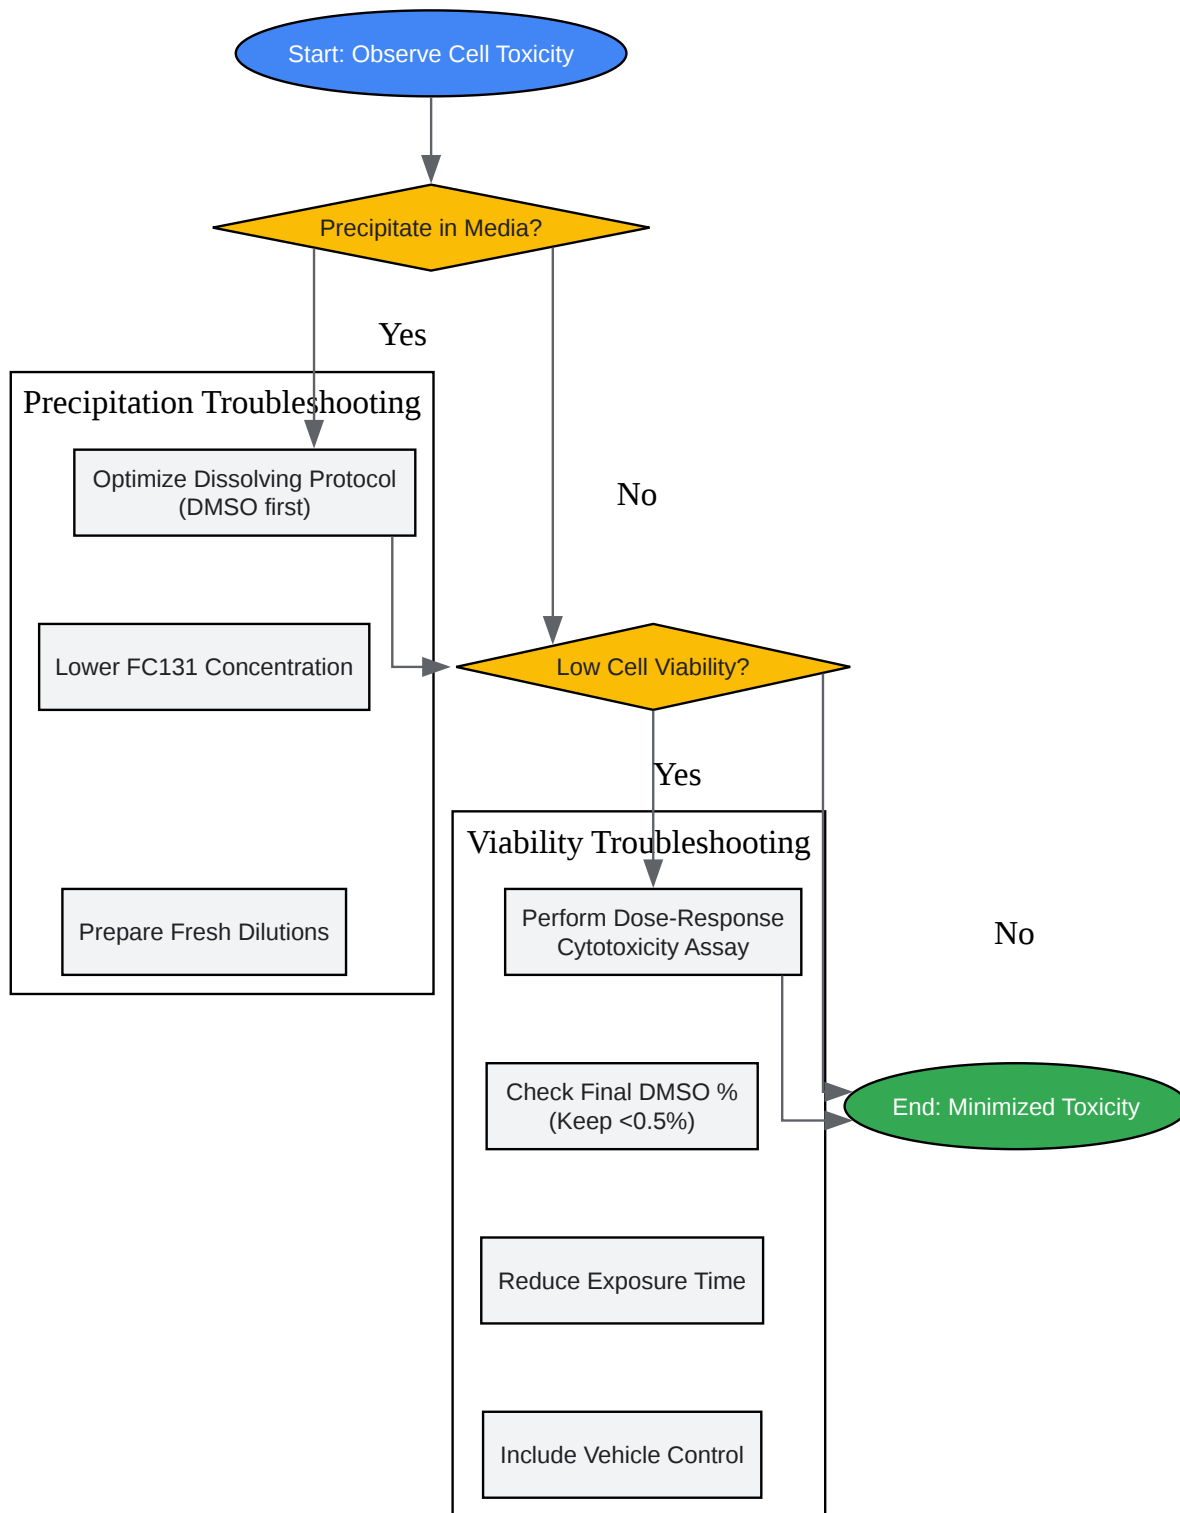 Start: Observe Cell Toxicity
Precipitate in Media?
Yes
Precipitation Troubleshooting
Optimize Dissolving Protocol
(DMSO first)
No
Lower FC131 Concentration
Low Cell Viability?
Yes
Viability Troubleshooting
Prepare Fresh Dilutions
Perform Dose-Response
Cytotoxicity Assay
No
Check Final DMSO %
(Keep <0.5%)
End: Minimized Toxicity
Reduce Exposure Time
Include Vehicle Control